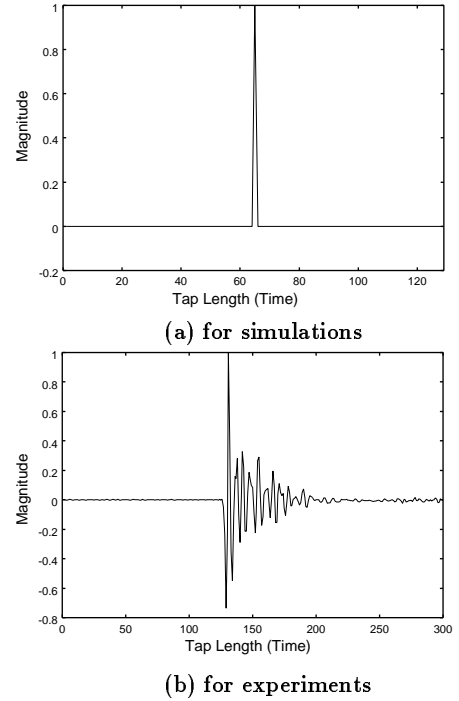 1
0.8
0.6
0.4
0.2
0
-0.2
Magnitude
0 20 40 60 80 100 120
Tap Length (Time)
(a) for simulations
1
0.8
0.6
0.4
0.2
0
-0.2
-0.4
-0.6
-0.8
Magnitude
0 50 100 150 200 250 300
Tap Length (Time)
(b) for experiments